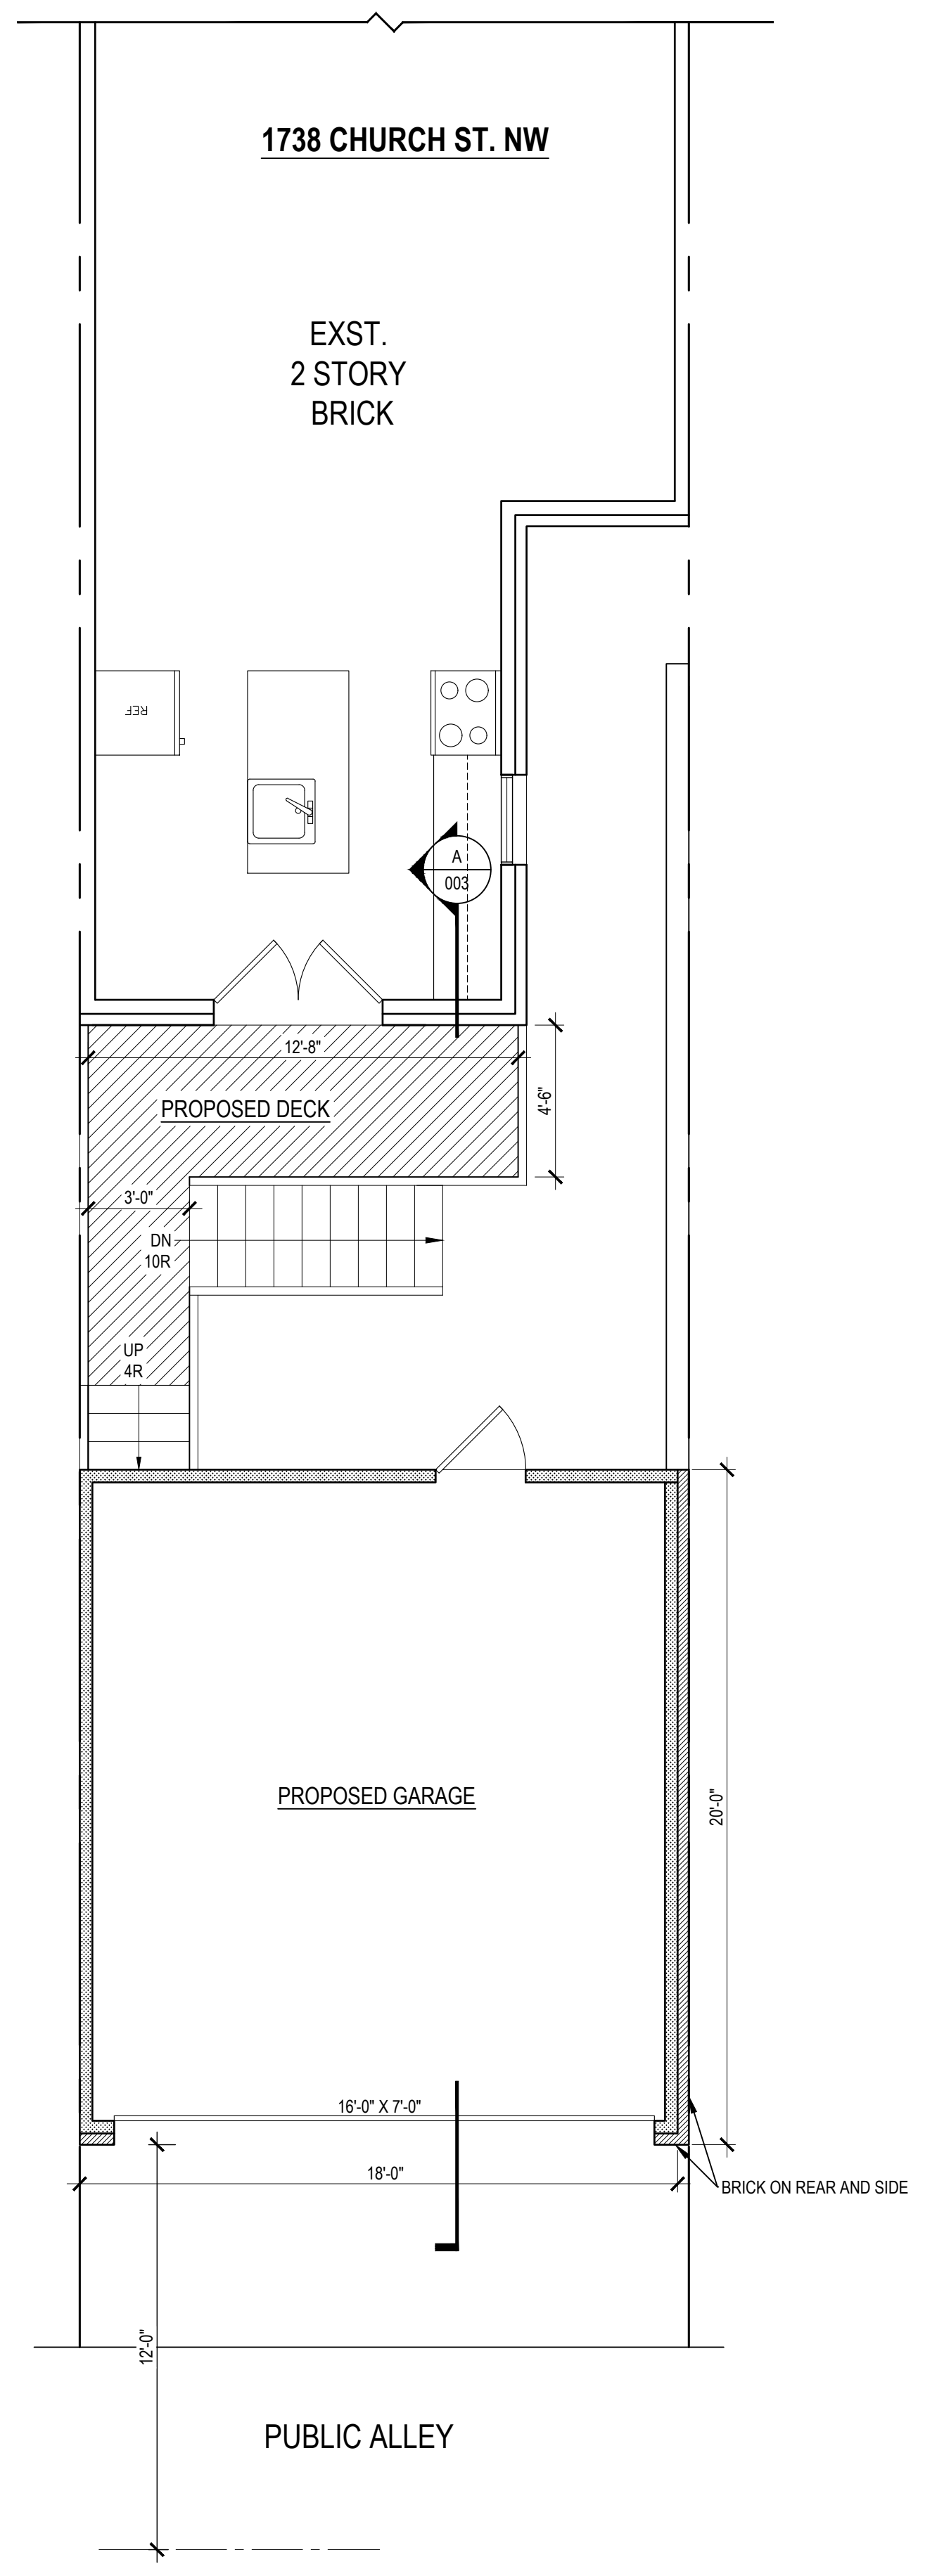 1738 CHURCH ST. NW
EXST.
2 STORY
BRICK
REF
A
003
12'-8"
PROPOSED DECK
4'-6"
3'-0"
DN
10R
UP
4R
PROPOSED GARAGE
20'-0"
16'-0" X 7'-0"
18'-0"
BRICK ON REAR AND SIDE
12'-0"
PUBLIC ALLEY